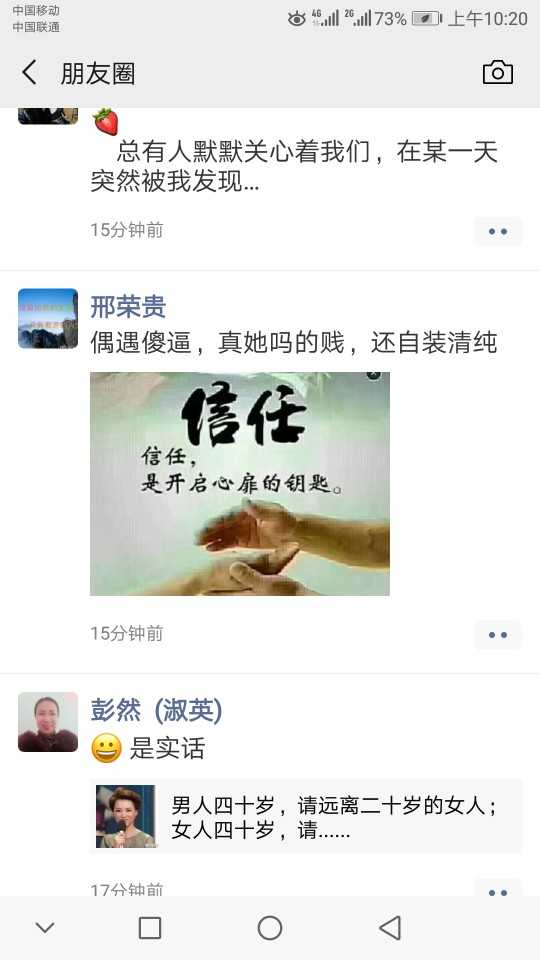 中国移动
中国联通
4G
2G
73%
上午10:20
朋友圈
总有人默默关心着我们，在某一天
突然被我发现...
15分钟前
邢荣贵
偶遇傻逼，真她吗的贱，还自装清纯
信任
信任，
是开启心扉的钥匙。
15分钟前
彭然 (淑英)
是实话
男人四十岁，请远离二十岁的女人；
女人四十岁，请......
17分钟前